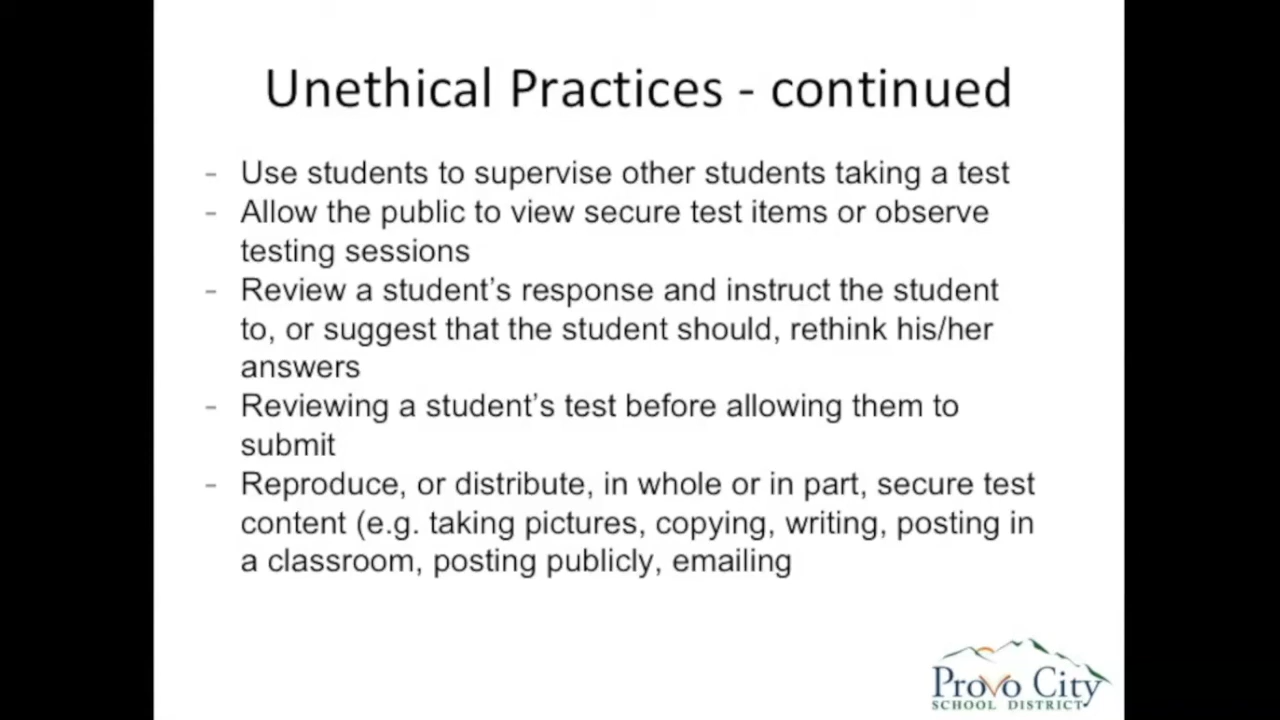 Unethical Practices - continued
- Use students to supervise other students taking a test
- Allow the public to view secure test items or observe
testing sessions
- Review a student’s response and instruct the student
to, or suggest that the student should, rethink his/her
answers
- Reviewing a student’s test before allowing them to
submit
- Reproduce, or distribute, in whole or in part, secure test
content (e.g. taking pictures, copying, writing, posting in
a classroom, posting publicly, emailing
Provo City
SCHOOL DISTRICT